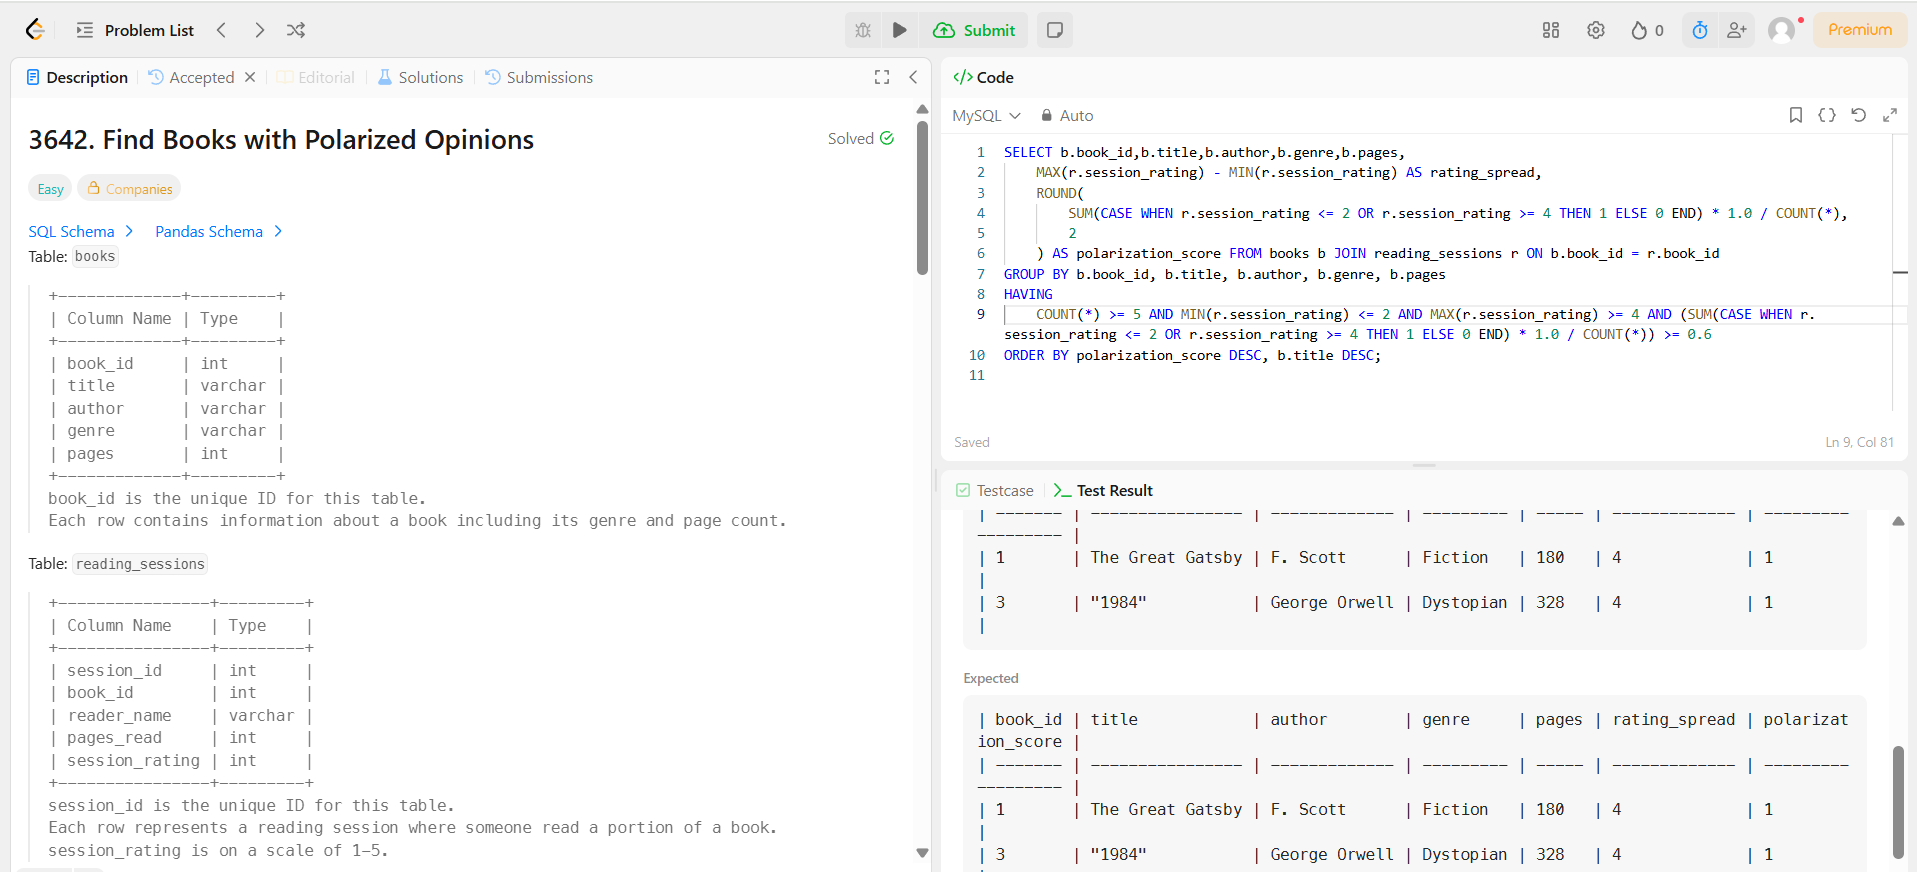 Problem List
Submit
0
Premium
Description
Accepted
Editorial
Solutions
Submissions
3642. Find Books with Polarized Opinions
Solved
Easy
Companies
SQL Schema
Pandas Schema
Table: books
+-------------+---------+
| Column Name | Type    |
+-------------+---------+
| book_id     | int     |
| title       | varchar |
| author      | varchar |
| genre       | varchar |
| pages       | int     |
+-------------+---------+
book_id is the unique ID for this table.
Each row contains information about a book including its genre and page count.
Table: reading_sessions
+----------------+---------+
| Column Name    | Type    |
+----------------+---------+
| session_id     | int     |
| book_id        | int     |
| reader_name    | varchar |
| pages_read     | int     |
| session_rating | int     |
+----------------+---------+
session_id is the unique ID for this table.
Each row represents a reading session where someone read a portion of a book.
session_rating is on a scale of 1-5.
</> Code
MySQL
Auto
1 SELECT b.book_id,b.title,b.author,b.genre,b.pages,
2     MAX(r.session_rating) - MIN(r.session_rating) AS rating_spread,
3     ROUND(
4         SUM(CASE WHEN r.session_rating <= 2 OR r.session_rating >= 4 THEN 1 ELSE 0 END) * 1.0 / COUNT(*),
5         2
6     ) AS polarization_score FROM books b JOIN reading_sessions r ON b.book_id = r.book_id
7 GROUP BY b.book_id, b.title, b.author, b.genre, b.pages
8 HAVING
9     COUNT(*) >= 5 AND MIN(r.session_rating) <= 2 AND MAX(r.session_rating) >= 4 AND (SUM(CASE WHEN r.
session_rating <= 2 OR r.session_rating >= 4 THEN 1 ELSE 0 END) * 1.0 / COUNT(*)) >= 0.6
10 ORDER BY polarization_score DESC, b.title DESC;
11
Saved
Ln 9, Col 81
Testcase
Test Result
| ------- | ---------------- | ------------- | --------- | ----- | ------------- | ---------
--------- |
| 1       | The Great Gatsby | F. Scott      | Fiction   | 180   | 4             | 1
|
| 3       | "1984"           | George Orwell | Dystopian | 328   | 4             | 1
|
Expected
| book_id | title            | author        | genre     | pages | rating_spread | polarizat
ion_score |
| ------- | ---------------- | ------------- | --------- | ----- | ------------- | ---------
--------- |
| 1       | The Great Gatsby | F. Scott      | Fiction   | 180   | 4             | 1
|
| 3       | "1984"           | George Orwell | Dystopian | 328   | 4             | 1